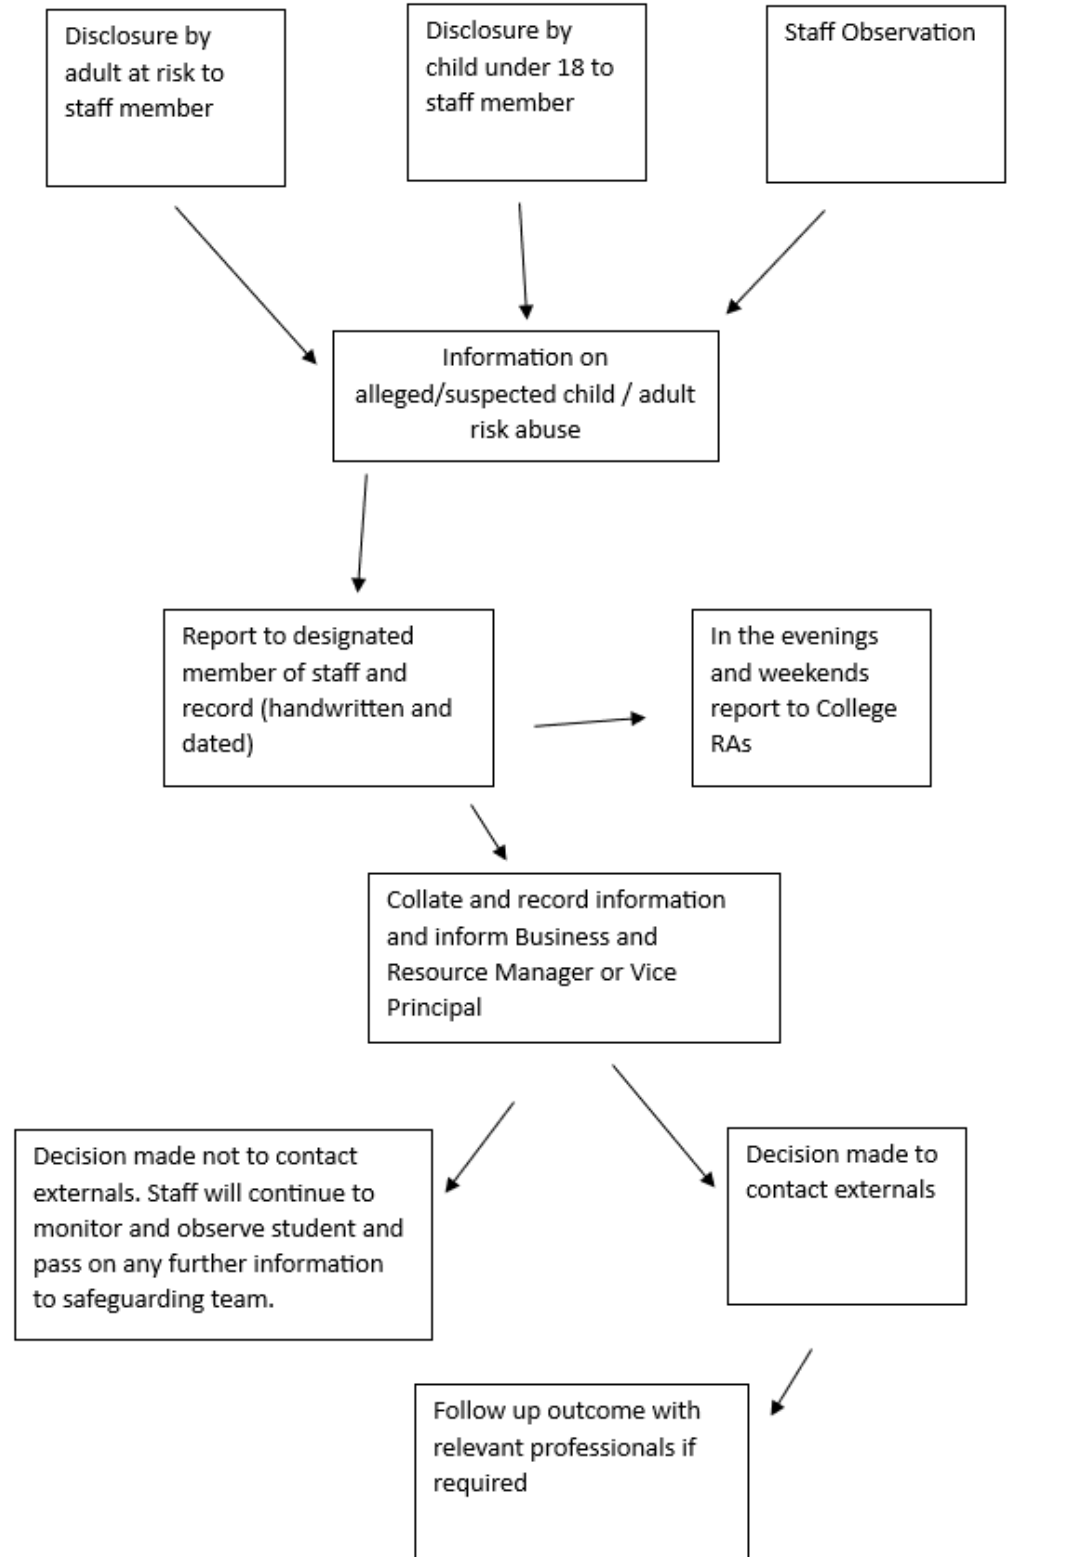 Disclosure by
adult at risk to
staff member
Disclosure by
child under 18 to
staff member
Staff Observation
Information on
alleged/suspected child / adult
risk abuse
Report to designated
member of staff and
record (handwritten and
dated)
In the evenings
and weekends
report to College
RAs
Collate and record information
and inform Business and
Resource Manager or Vice
Principal
Decision made not to contact
externals. Staff will continue to
monitor and observe student and
pass on any further information
to safeguarding team.
Decision made to
contact externals
Follow up outcome with
relevant professionals if
required